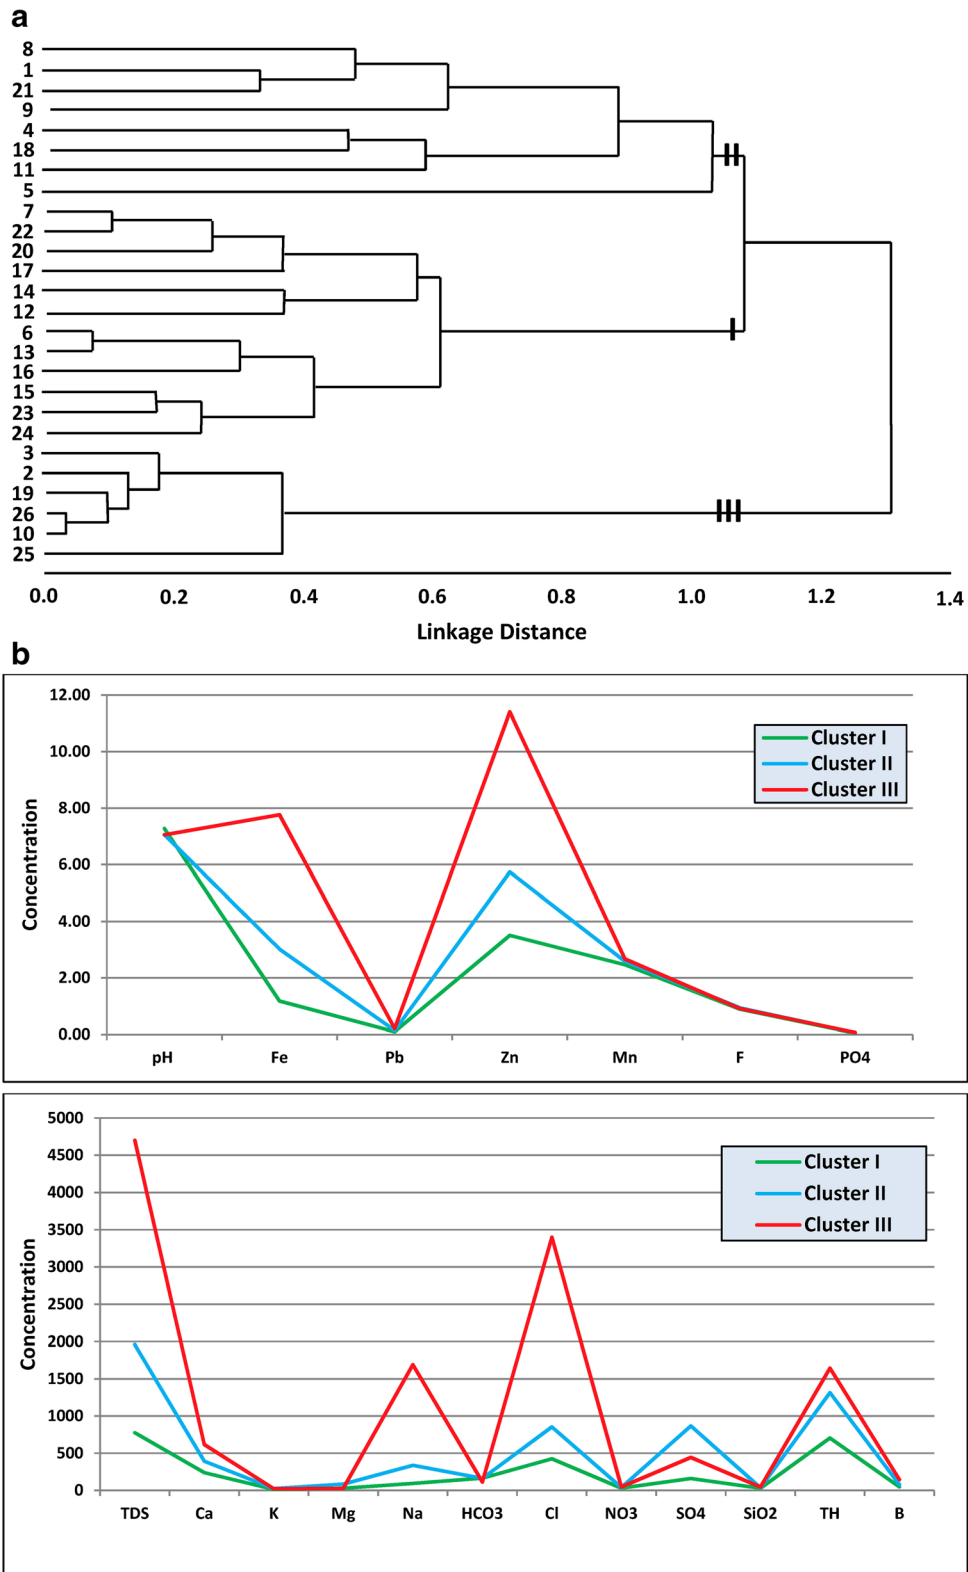 a
8
1
21
9
4
18
11
5
7
22
20
17
14
12
6
13
16
15
23
24
3
2
19
26
10
25
II
I
III
0.0 0.2 0.4 0.6 0.8 1.0 1.2 1.4
Linkage Distance
b
12.00
10.00
8.00
6.00
4.00
2.00
0.00
Concentration
Cluster I
Cluster II
Cluster III
pH Fe Pb Zn Mn F PO4
5000
4500
4000
3500
3000
2500
2000
1500
1000
500
0
Concentration
Cluster I
Cluster II
Cluster III
TDS Ca K Mg Na HCO3 Cl NO3 SO4 SiO2 TH B